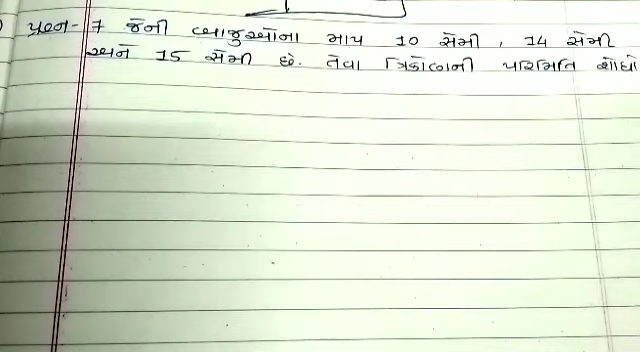 પ્રશ્ન- 7 જેની બાજુઓના માપ 10 સેમી, 14 સેમી
અને 15 સેમી છે. તેવા ત્રિકોણની પરિમિતિ શોધો